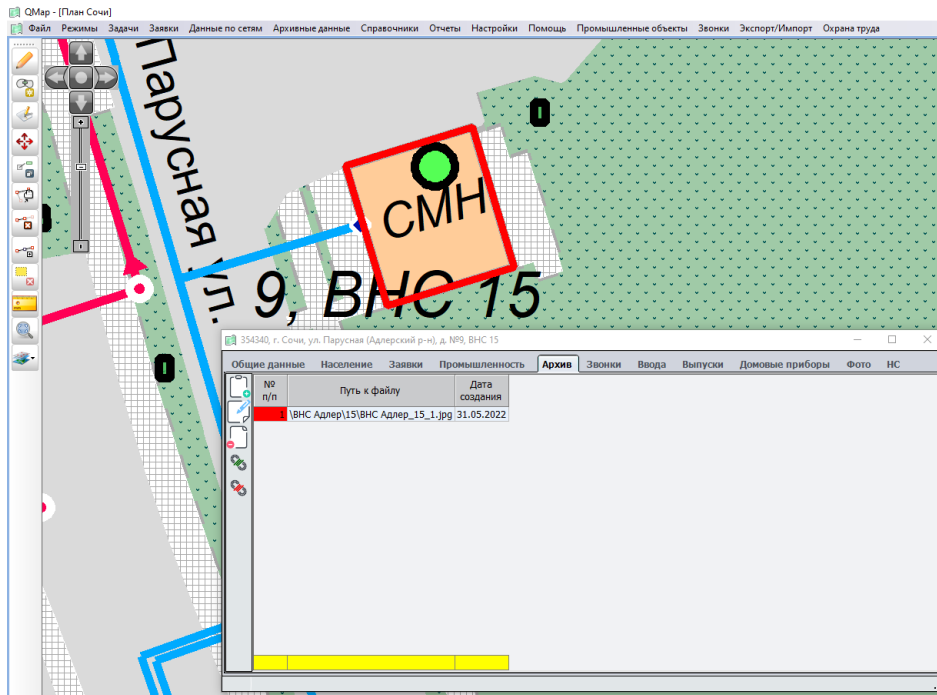 QMap - [План Сочи]
Файл Режимы Задачи Заявки Данные по сетям Архивные данные Справочники Отчеты Настройки Помощь Промышленные объекты Звонки Экспорт/Импорт Охрана труда
Парусная ул.
СМН
9, ВНС 15
354340, г. Сочи, ул. Парусная (Адлерский р-н), д. №9, ВНС 15
Общие данные Население Заявки Промышленность Архив Звонки Ввода Выпуски Домовые приборы Фото НС
№ п/п Путь к файлу Дата создания
1 \ВНС Адлер\15\ВНС Адлер_15_1.jpg 31.05.2022